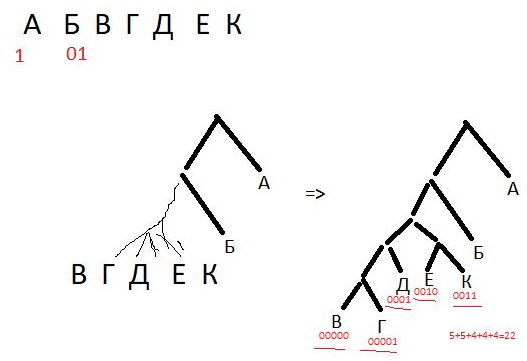 А Б В Г Д Е К
1 01
А
Б
В Г Д Е К
=>
А
Б
Д Е К
0001 0010 0011
В Г
00000 00001
5+5+4+4+4=22